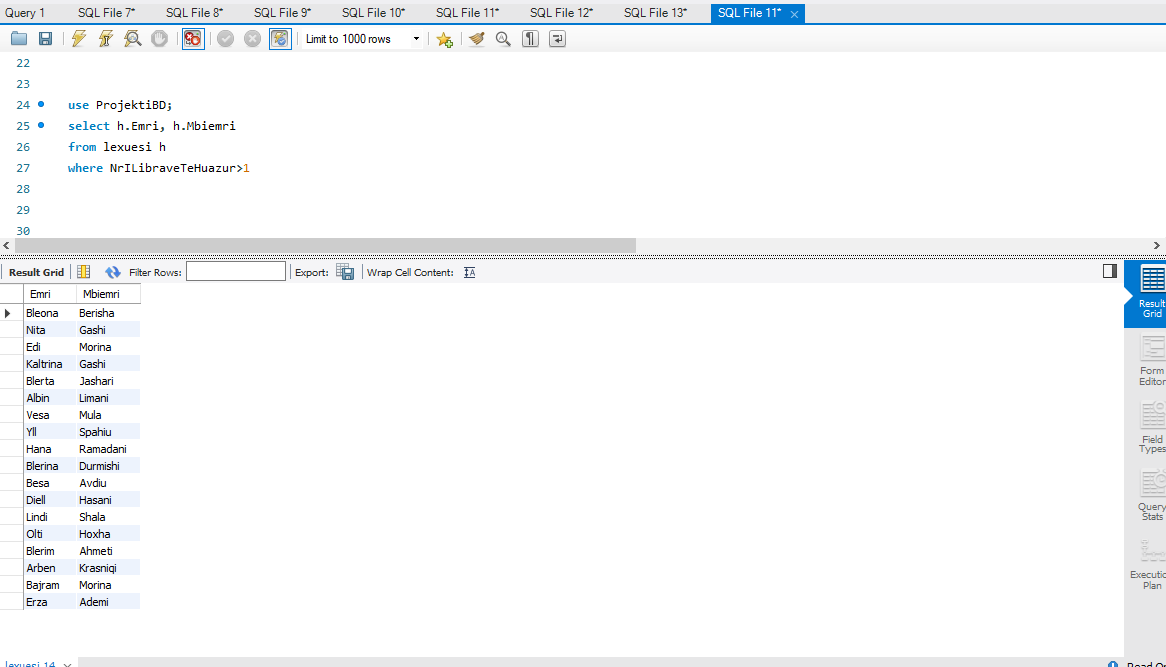 Query 1 SQL File 7* SQL File 8* SQL File 9* SQL File 10* SQL File 11* SQL File 12* SQL File 13* SQL File 11*
Limit to 1000 rows
22
23
24 use ProjektiBD;
25 select h.Emri, h.Mbiemri
26 from lexuesi h
27 where NrILibraveTeHuazur>1
28
29
30
Result Grid Filter Rows: Export: Wrap Cell Content:
Emri Mbiemri
Bleona Berisha
Nita Gashi
Edi Morina
Kaltrina Gashi
Blerta Jashari
Albin Limani
Vesa Mula
Yll Spahiu
Hana Ramadani
Blerina Durmishi
Besa Avdiu
Diell Hasani
Lindi Shala
Olti Hoxha
Blerim Ahmeti
Arben Krasniqi
Bajram Morina
Erza Ademi
Result
Grid
Form
Editor
Field
Types
Query
Stats
Executio
Plan
lexuesi 14
Read On